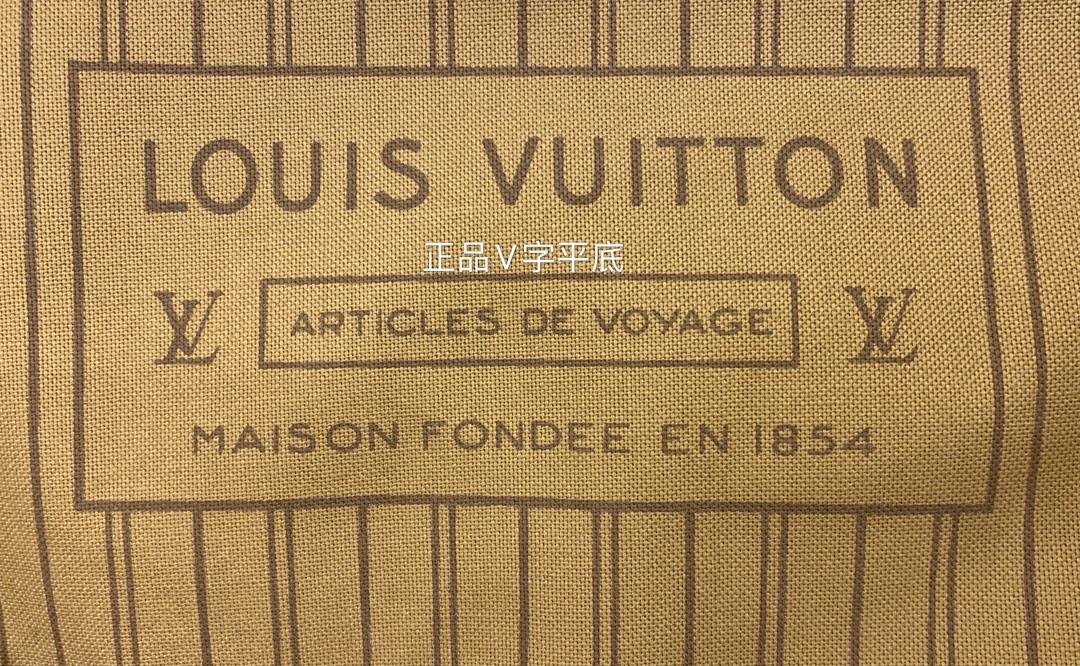 LOUIS VUITTON
正品V字平底
LV ARTICLES DE VOYAGE LV
MAISON FONDEE EN 1854